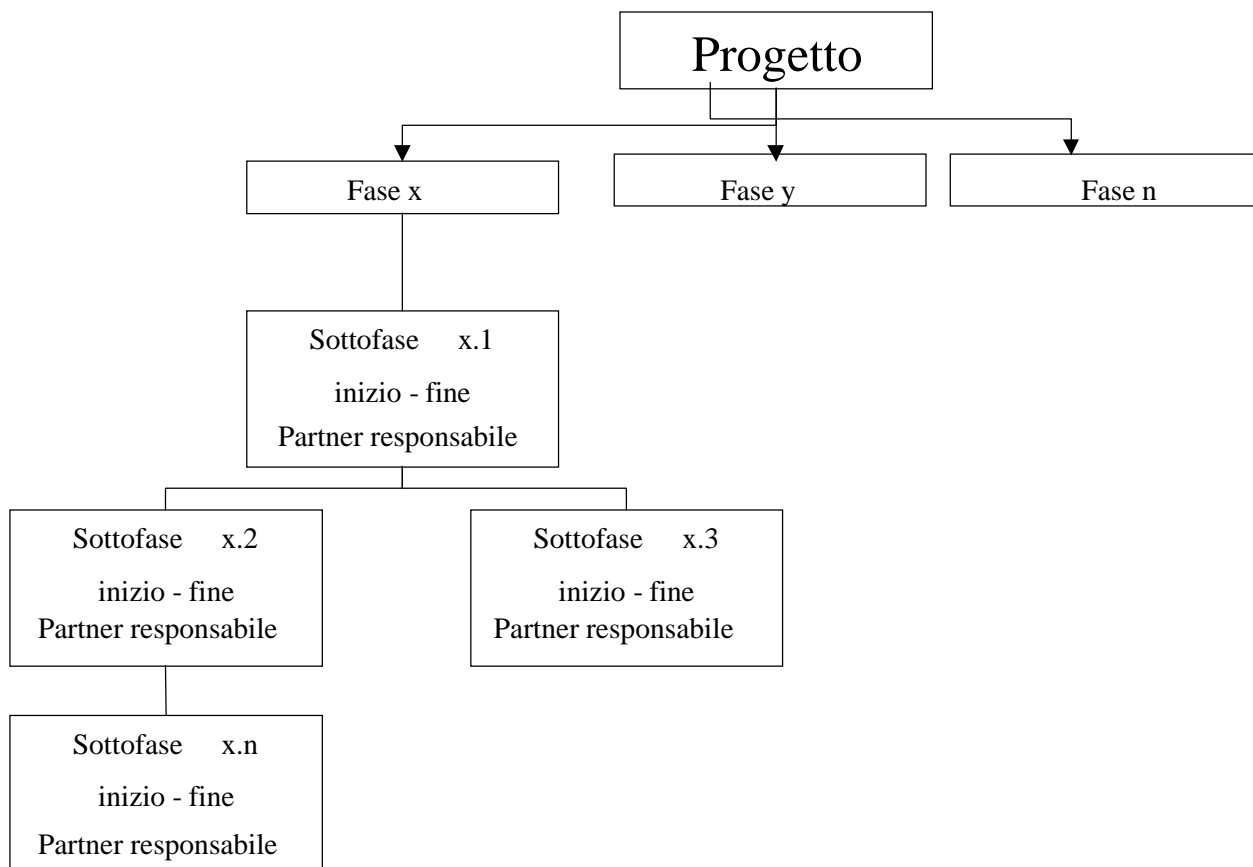 Progetto
Fase x
Fase y
Fase n
Sottofase x.1
inizio - fine
Partner responsabile
Sottofase x.2
inizio - fine
Partner responsabile
Sottofase x.3
inizio - fine
Partner responsabile
Sottofase x.n
inizio - fine
Partner responsabile